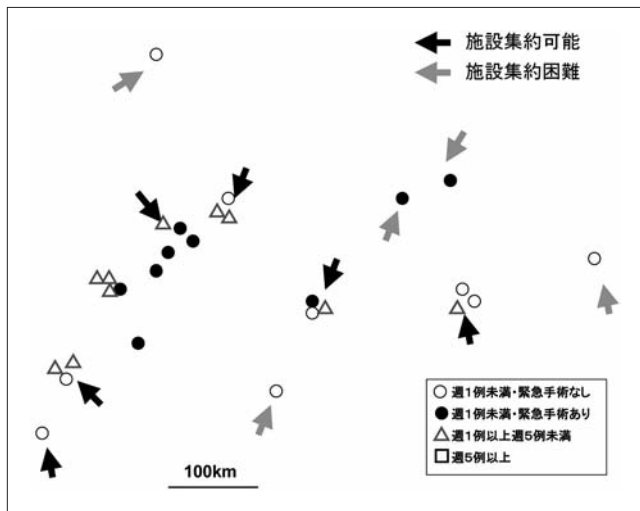 施設集約可能
施設集約困難
週1例未満・緊急手術なし
週1例未満・緊急手術あり
週1例以上週5例未満
週5例以上
100km